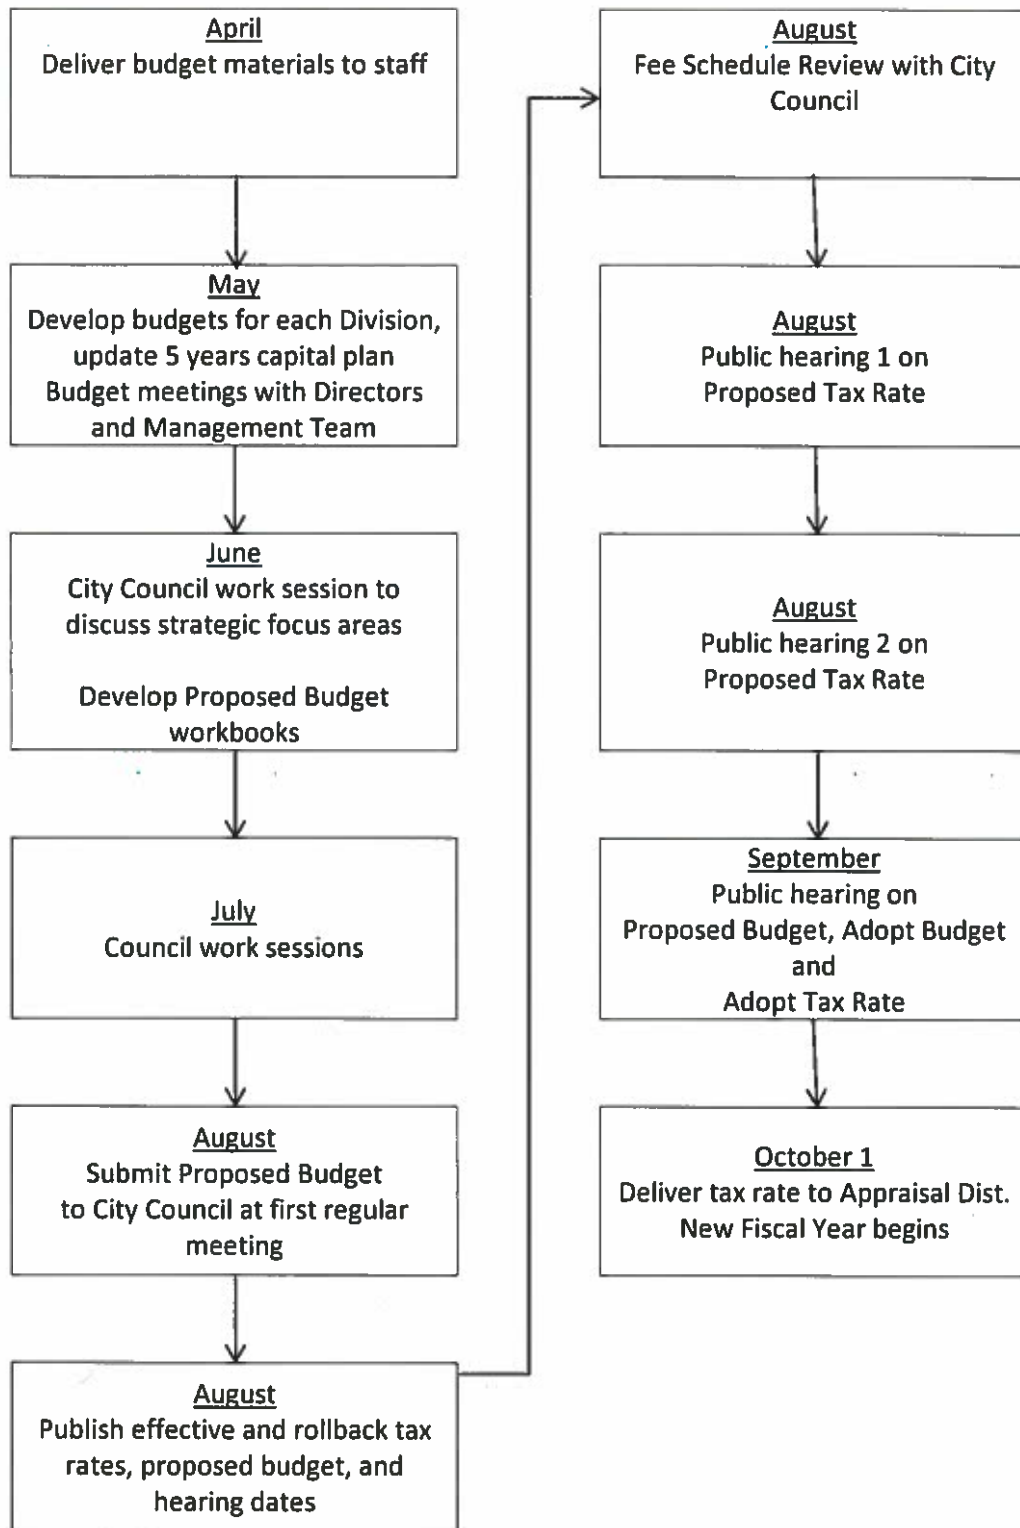 April
Deliver budget materials to staff
May
Develop budgets for each Division,
update 5 years capital plan
Budget meetings with Directors
and Management Team
June
City Council work session to
discuss strategic focus areas
Develop Proposed Budget
workbooks
July
Council work sessions
August
Submit Proposed Budget
to City Council at first regular
meeting
August
Publish effective and rollback tax
rates, proposed budget, and
hearing dates
August
Fee Schedule Review with City
Council
August
Public hearing 1 on
Proposed Tax Rate
August
Public hearing 2 on
Proposed Tax Rate
September
Public hearing on
Proposed Budget, Adopt Budget
and
Adopt Tax Rate
October 1
Deliver tax rate to Appraisal Dist.
New Fiscal Year begins